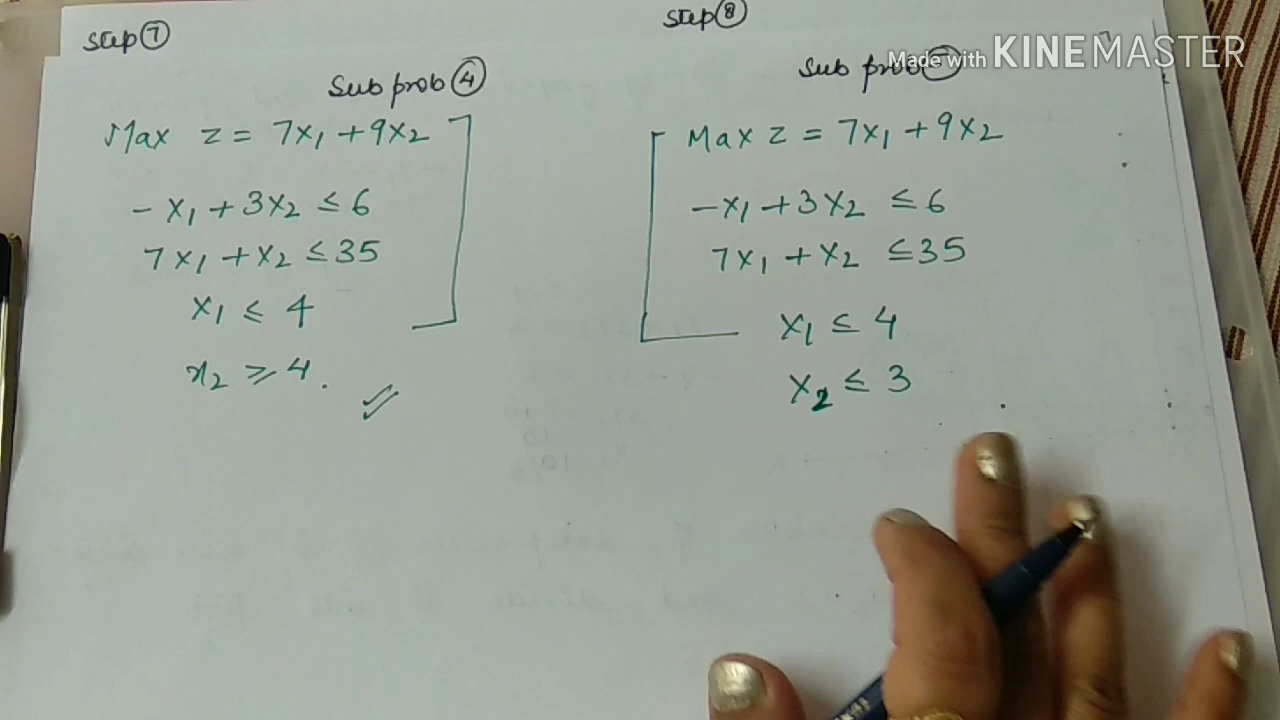 Step ⑦
Sub prob ④
Max z = 7x₁ + 9x₂
- x₁ + 3x₂ ≤ 6
7x₁ + x₂ ≤ 35
x₁ ≤ 4
x₂ ≥ 4.
Step ⑧
Sub prob
Made with KINEMASTER
Max z = 7x₁ + 9x₂
-x₁ + 3x₂ ≤ 6
7x₁ + x₂ ≤ 35
x₁ ≤ 4
x₂ ≤ 3